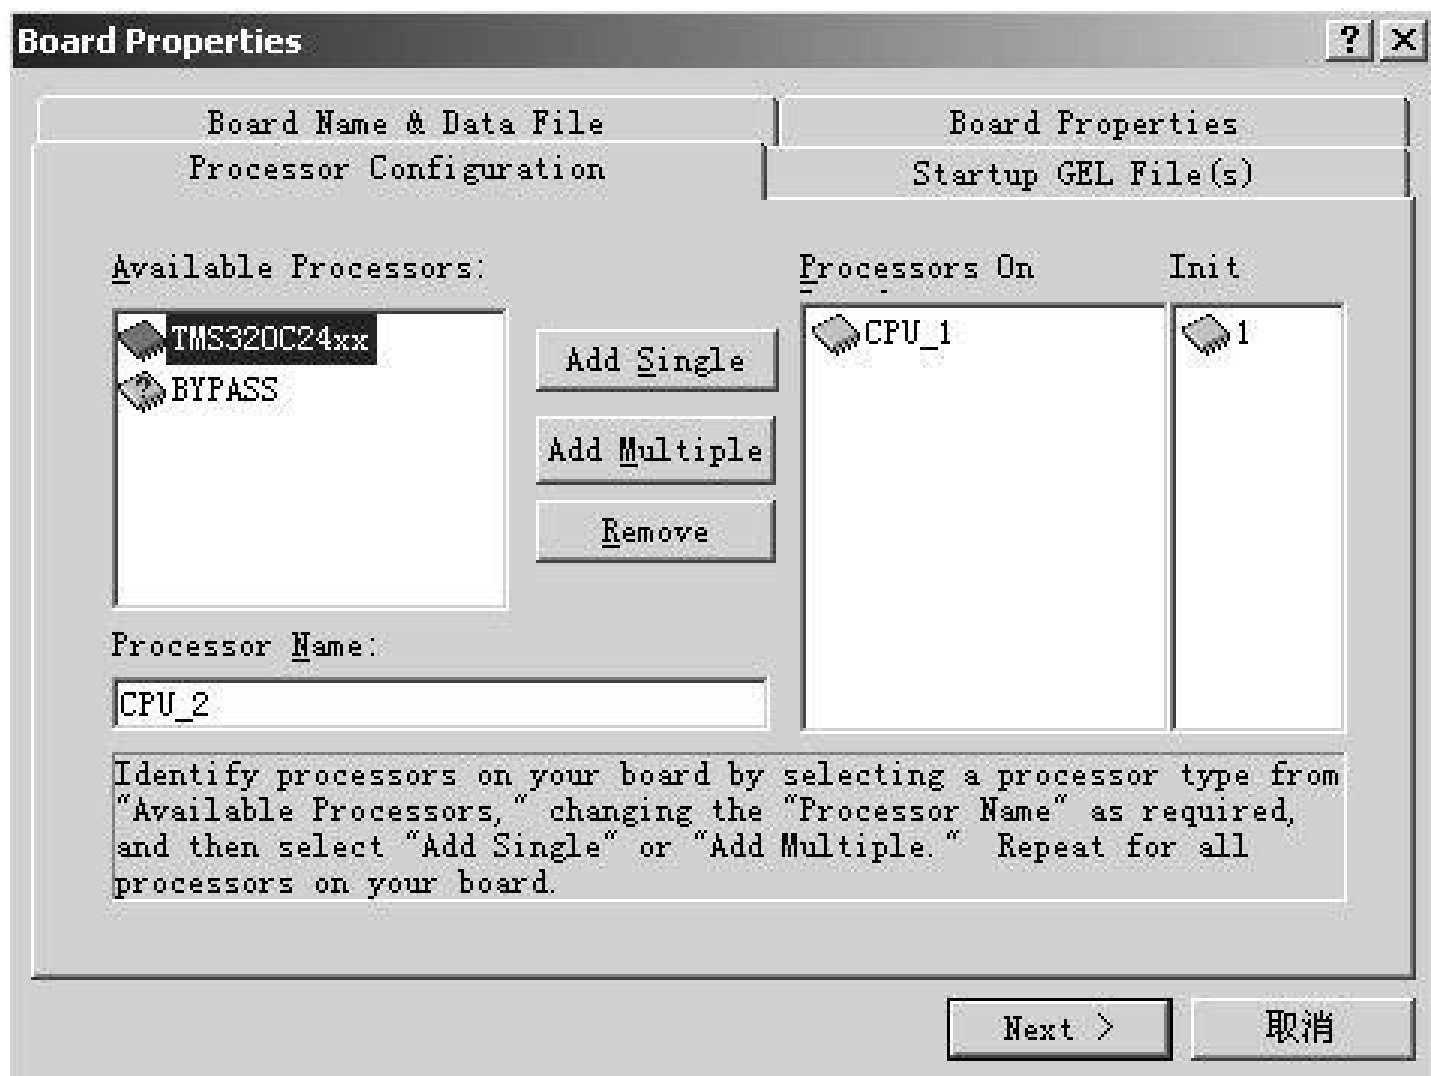 Board Properties
Board Name & Data File
Board Properties
Processor Configuration
Startup GEL File(s)
Available Processors:
Processors On
Init
TMS320C24xx
BYPASS
Add Single
Add Multiple
Remove
CPU_1
1
Processor Name:
CPU_2
Identify processors on your board by selecting a processor type from
"Available Processors," changing the "Processor Name" as required,
and then select "Add Single" or "Add Multiple."  Repeat for all
processors on your board.
Next >
取消